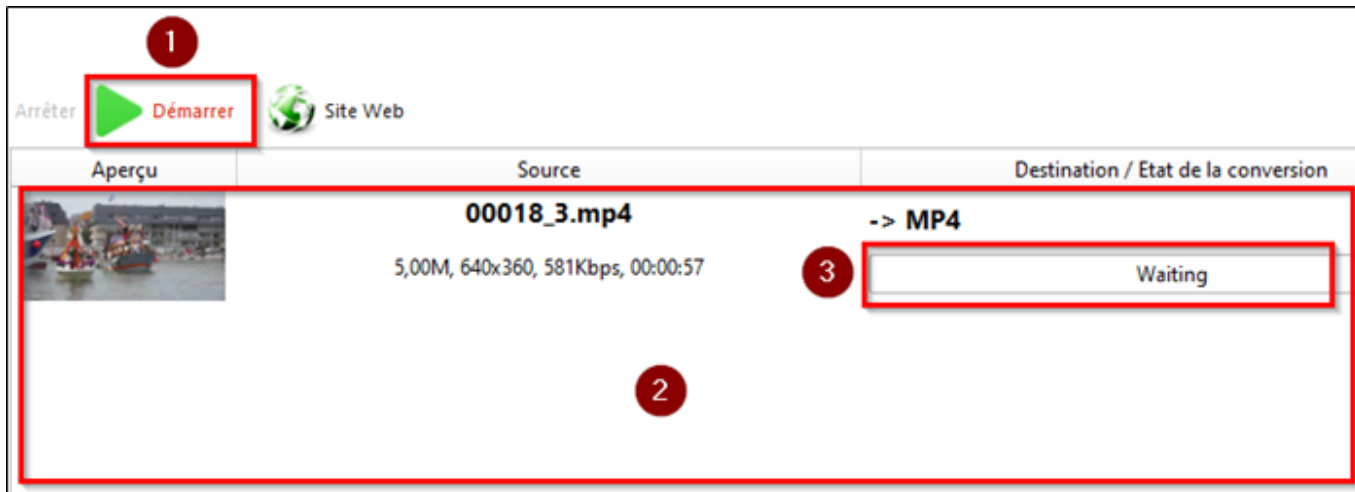 1
Arrêter Démarrer Site Web
Aperçu Source Destination / Etat de la conversion
00018_3.mp4 -> MP4
5,00M, 640x360, 581Kbps, 00:00:57 3 Waiting
2